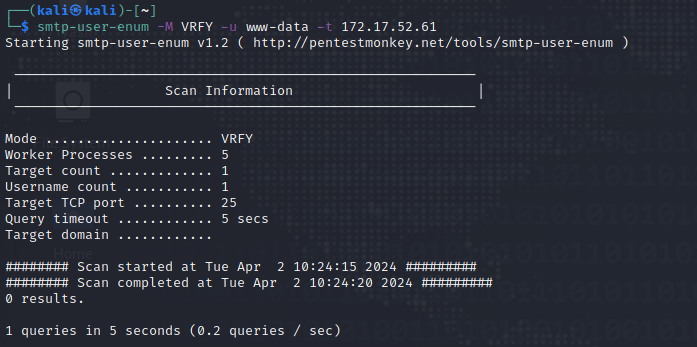 ┌──(kali㉿kali)-[~]
└─$ smtp-user-enum -M VRFY -u www-data -t 172.17.52.61
Starting smtp-user-enum v1.2 ( http://pentestmonkey.net/tools/smtp-user-enum )
| Scan Information |
Mode ..................... VRFY
Worker Processes ......... 5
Target count ............. 1
Username count ........... 1
Target TCP port .......... 25
Query timeout ............ 5 secs
Target domain ............
######## Scan started at Tue Apr  2 10:24:15 2024 #########
######## Scan completed at Tue Apr  2 10:24:20 2024 #########
0 results.
1 queries in 5 seconds (0.2 queries / sec)